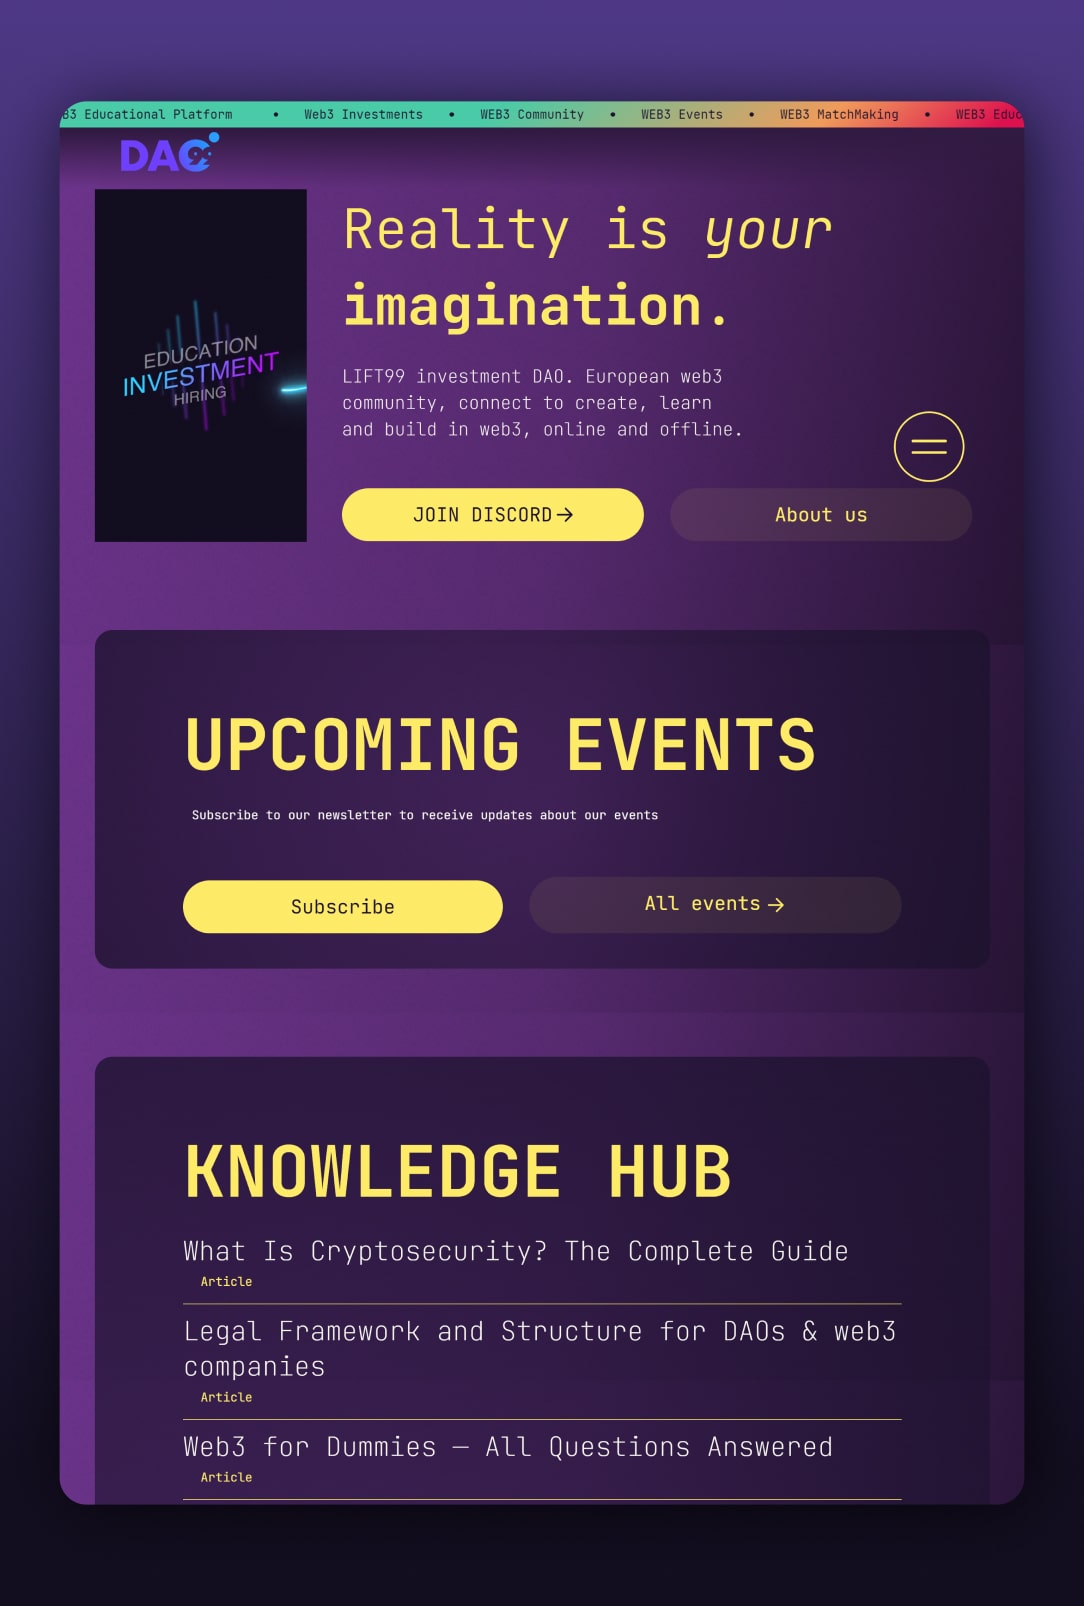 B3 Educational Platform • Web3 Investments • WEB3 Community • WEB3 Events • WEB3 MatchMaking • WEB3 Educ
DAO
EDUCATION
INVESTMENT
HIRING
Reality is your
imagination.
LIFT99 investment DAO. European web3
community, connect to create, learn
and build in web3, online and offline.
JOIN DISCORD→
About us
UPCOMING EVENTS
Subscribe to our newsletter to receive updates about our events
Subscribe
All events →
KNOWLEDGE HUB
What Is Cryptosecurity? The Complete Guide
Article
Legal Framework and Structure for DAOs & web3
companies
Article
Web3 for Dummies — All Questions Answered
Article